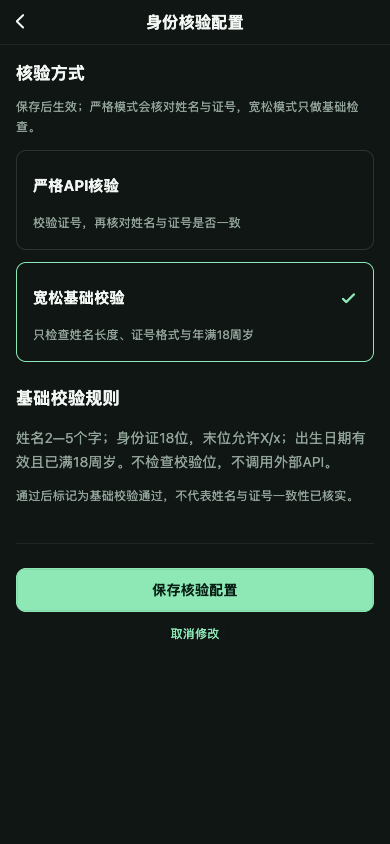 身份核验配置
核验方式
保存后生效；严格模式会核对姓名与证号，宽松模式只做基础检
查。
严格API核验
校验证号，再核对姓名与证号是否一致
宽松基础校验
只检查姓名长度、证号格式与年满18周岁
基础校验规则
姓名2—5个字；身份证18位，末位允许X/x；出生日期有
效且已满18周岁。不检查校验位，不调用外部API。
通过后标记为基础校验通过，不代表姓名与证号一致性已核实。
保存核验配置
取消修改